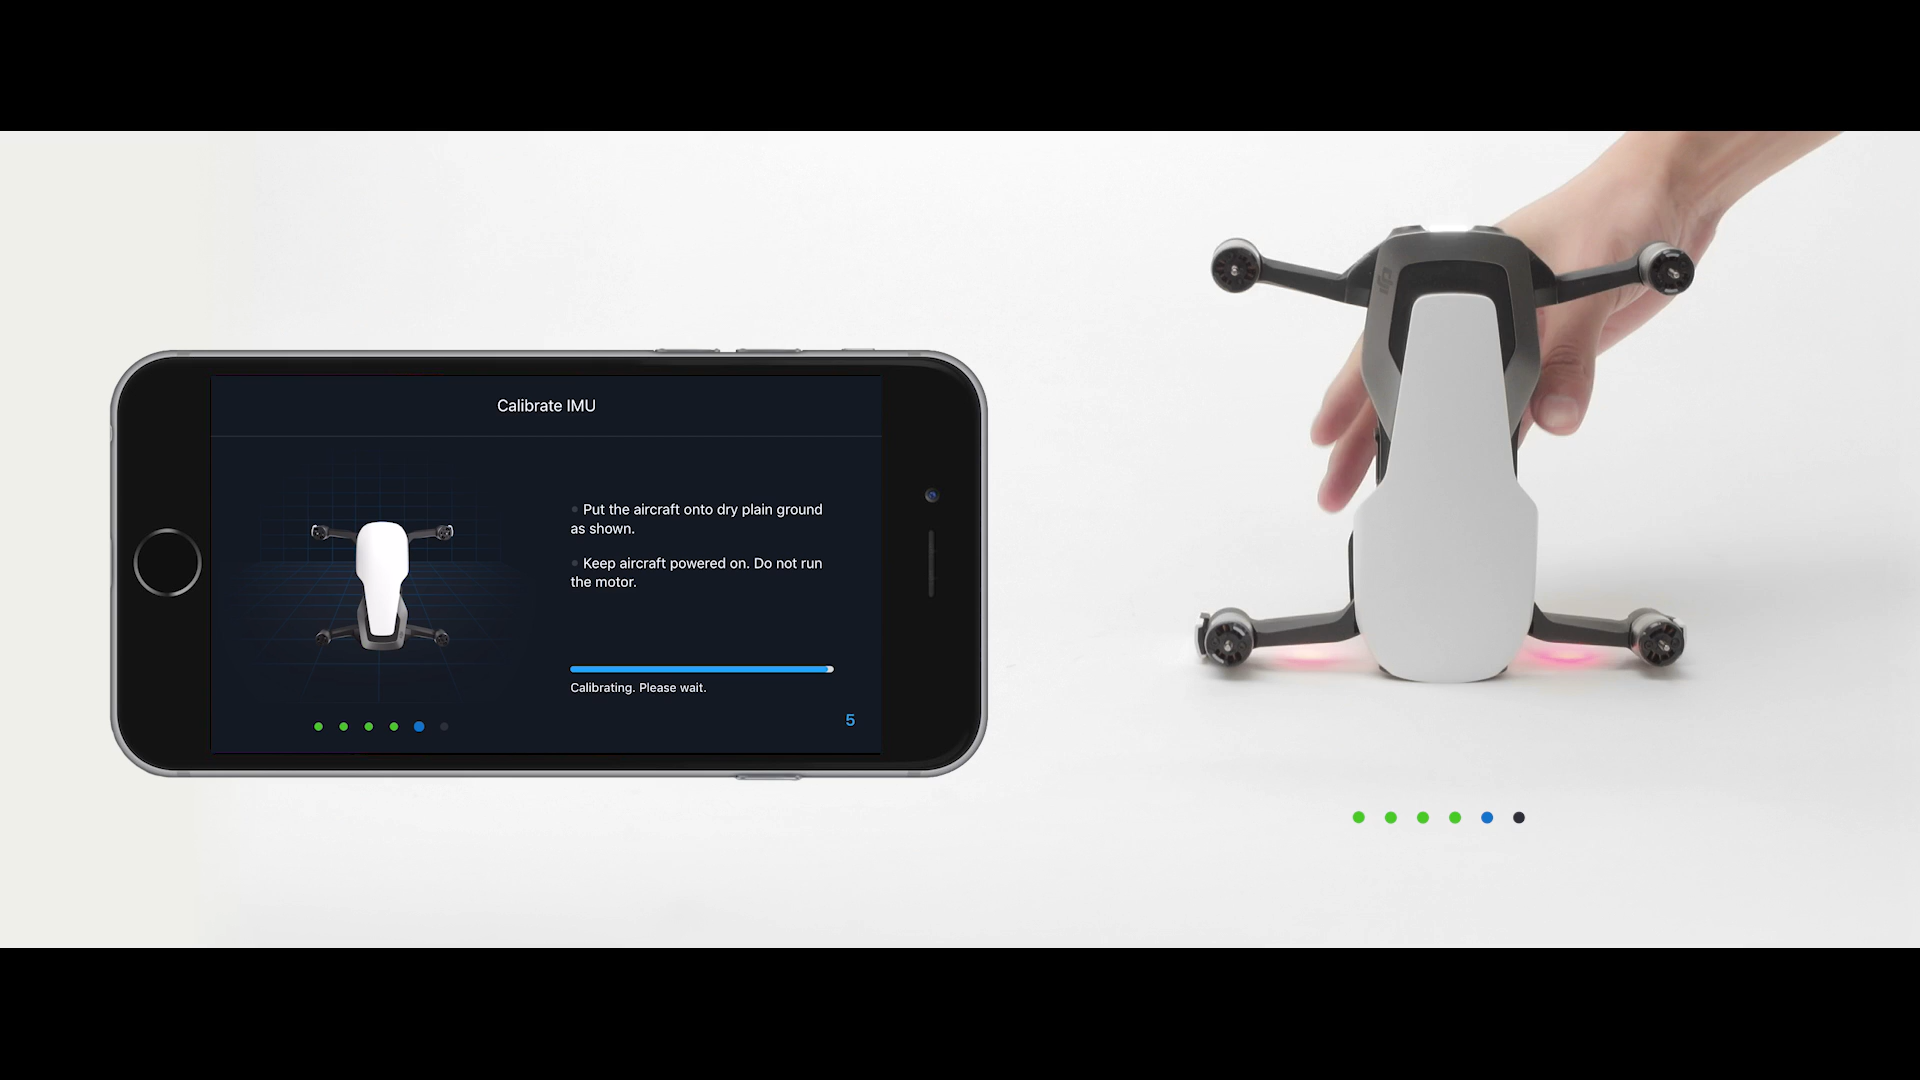 Calibrate IMU
Put the aircraft onto dry plain ground
as shown.
Keep aircraft powered on. Do not run
the motor.
Calibrating. Please wait.
5
dji